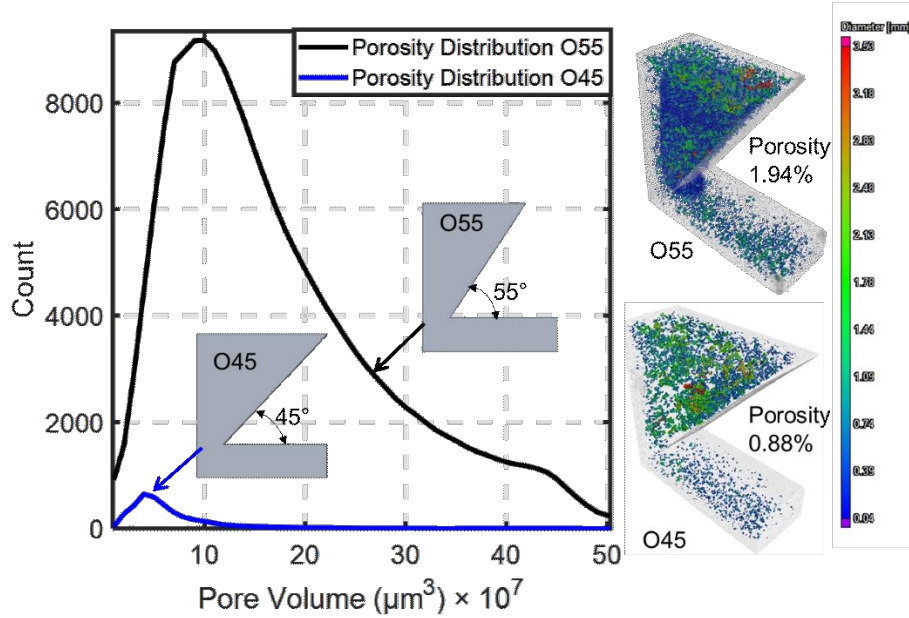 Porosity Distribution O55
Porosity Distribution O45
8000
6000
4000
2000
0
Count
10
20
30
40
50
Pore Volume (µm³) × 10⁷
O55
55°
O45
45°
Porosity
1.94%
O55
Porosity
0.88%
O45
Diameter [mm]
3.53
3.18
2.83
2.48
2.13
1.78
1.44
1.09
0.74
0.39
0.04